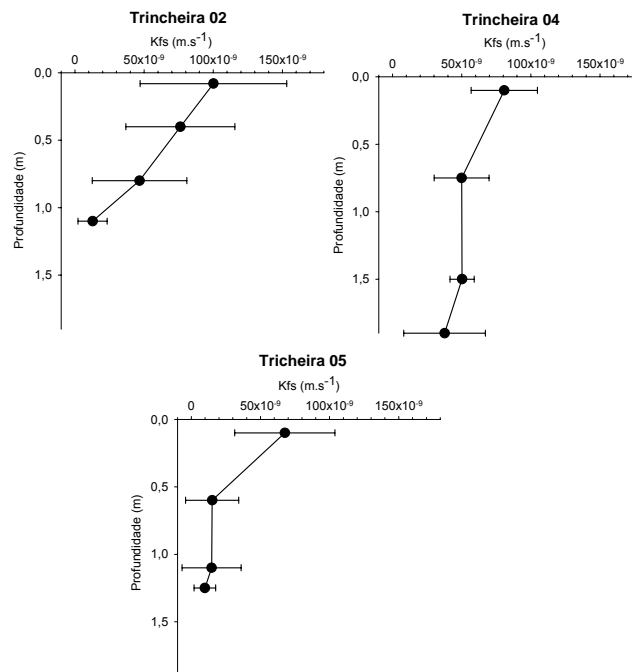 Trincheira 02
Kfs (m.s-1)
0 50x10-9 100x10-9 150x10-9
0,0
0,5
1,0
1,5
Profundidade (m)
Trincheira 04
Kfs (m.s-1)
0 50x10-9 100x10-9 150x10-9
0,0
0,5
1,0
1,5
Profundidade (m)
Tricheira 05
Kfs (m.s-1)
0 50x10-9 100x10-9 150x10-9
0,0
0,5
1,0
1,5
Profundidade (m)